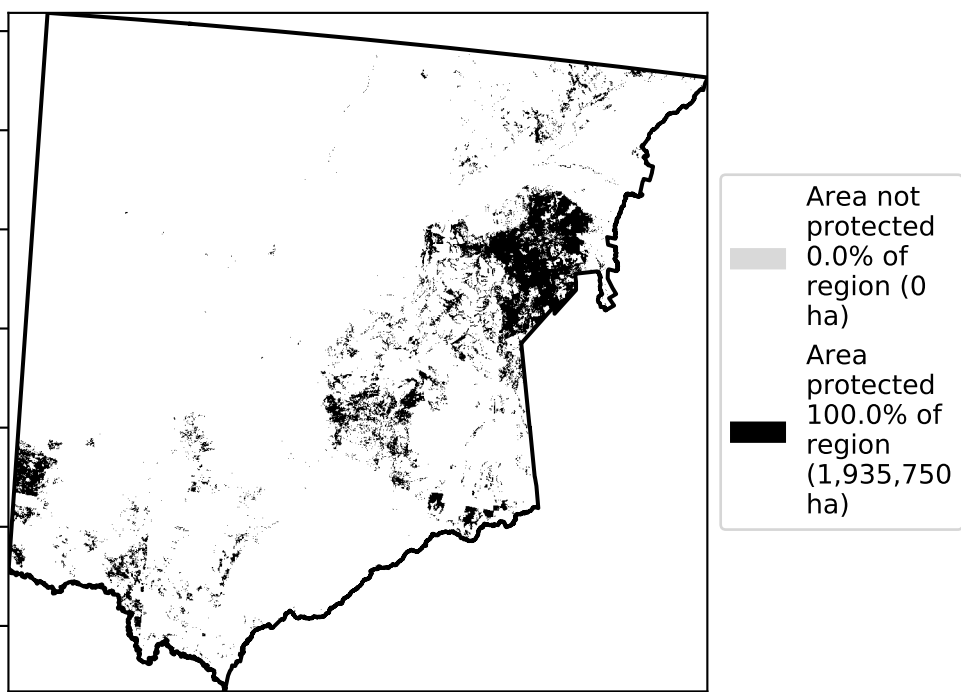 Area not
protected
0.0% of
region (0
ha)
Area
protected
100.0% of
region
(1,935,750
ha)